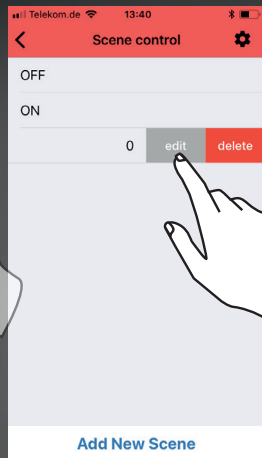 Telekom.de 13:40
Scene control
OFF
ON
0 edit delete
Add New Scene